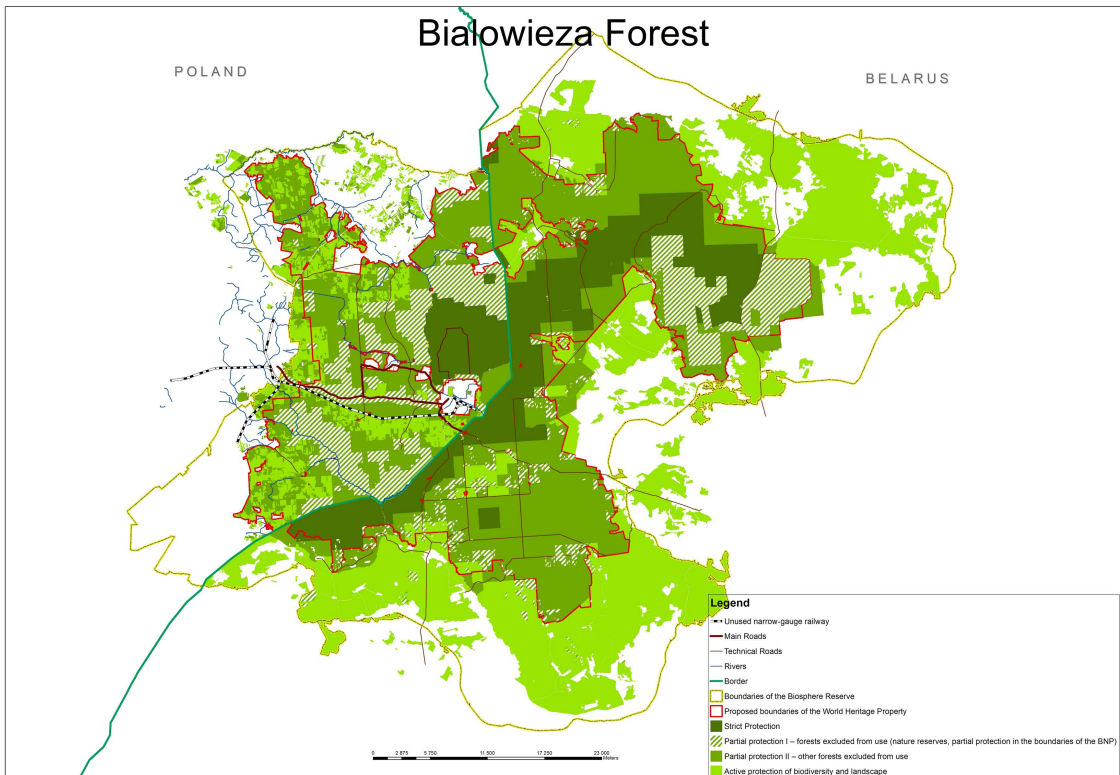 Bialowieza Forest
POLAND
BELARUS
Legend
Unused narrow-gauge railway
Main Roads
Technical Roads
Rivers
Border
Boundaries of the Biosphere Reserve
Proposed boundaries of the World Heritage Property
Strict Protection
Partial protection I – forests excluded from use (nature reserves, partial protection in the boundaries of the BNP)
Partial protection II – other forests excluded from use
Active protection of biodiversity and landscape
0 2 875 5 750 11 500 17 250 23 000
Meters